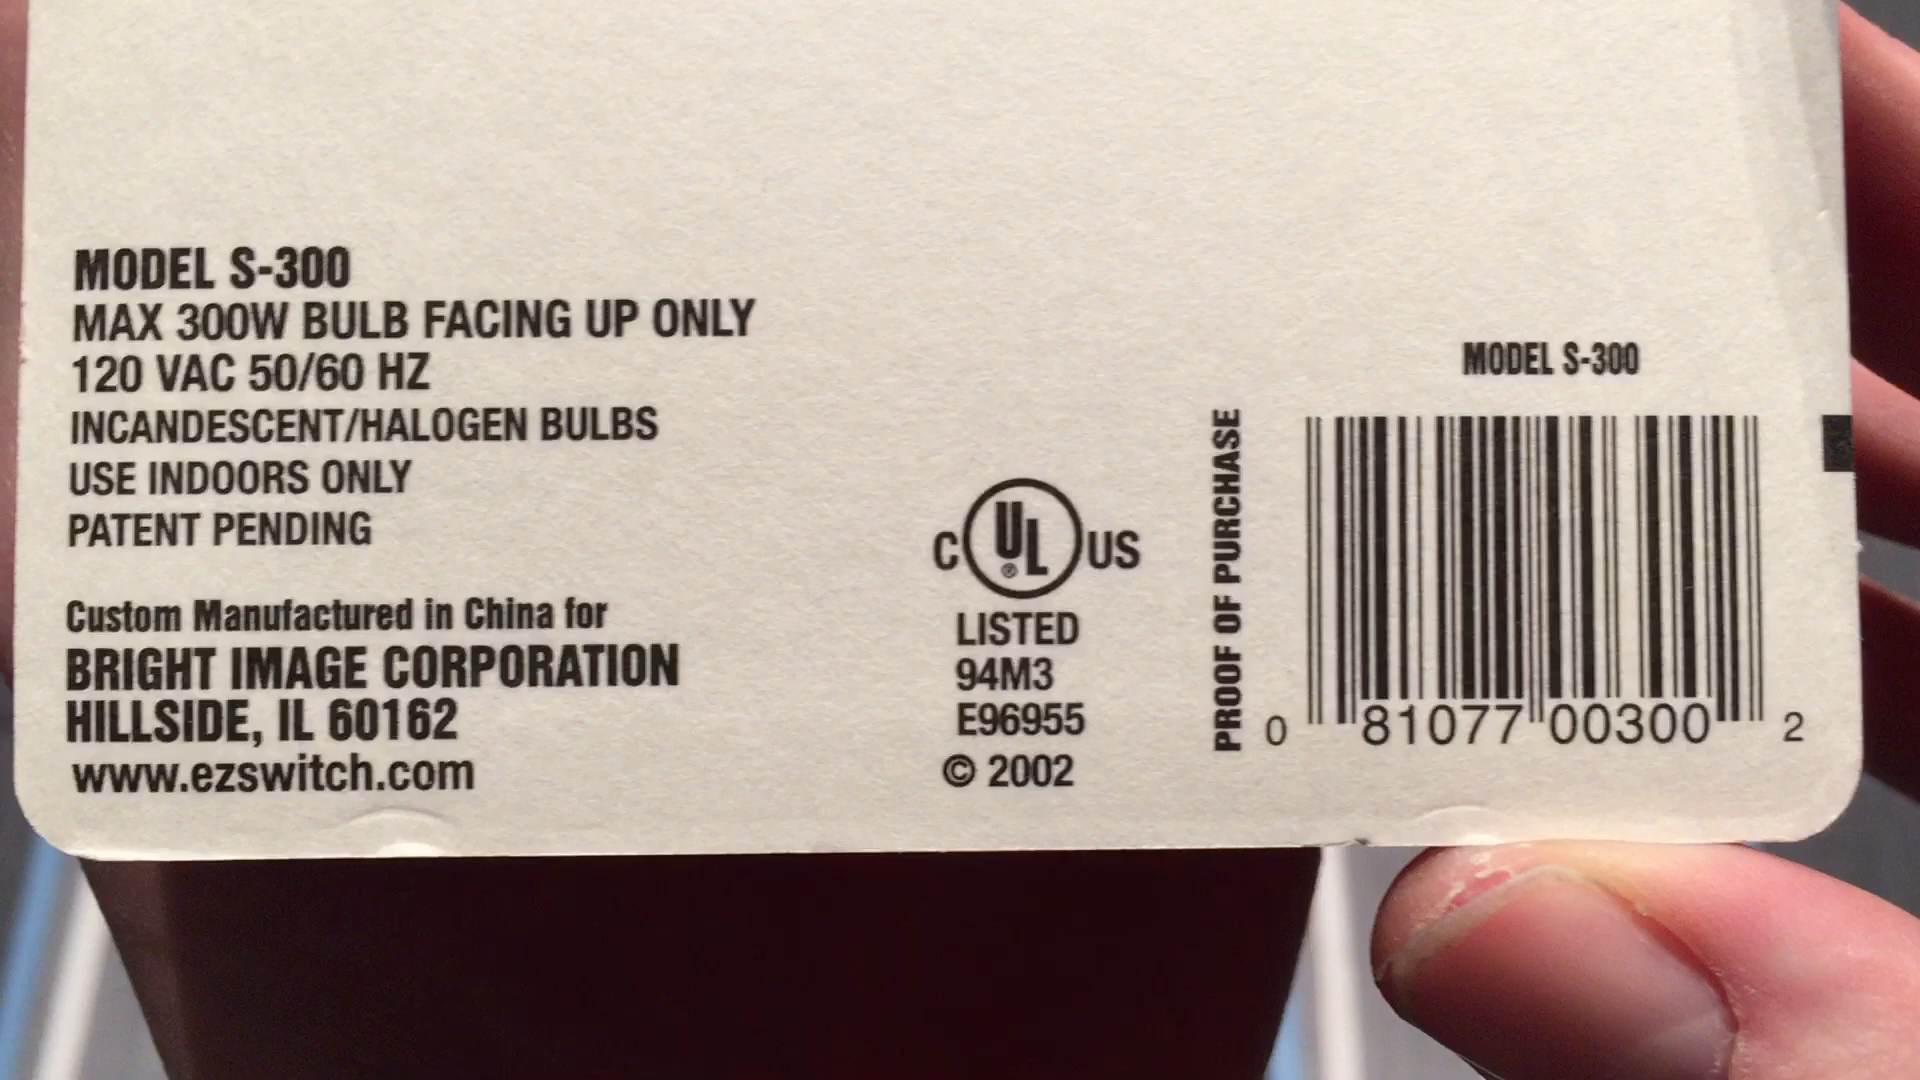 MODEL S-300
MAX 300W BULB FACING UP ONLY
120 VAC 50/60 HZ
INCANDESCENT/HALOGEN BULBS
USE INDOORS ONLY
PATENT PENDING
Custom Manufactured in China for
BRIGHT IMAGE CORPORATION
HILLSIDE, IL 60162
www.ezswitch.com
C UL® US
LISTED
94M3
E96955
© 2002
PROOF OF PURCHASE
MODEL S-300
0 81077 00300 2